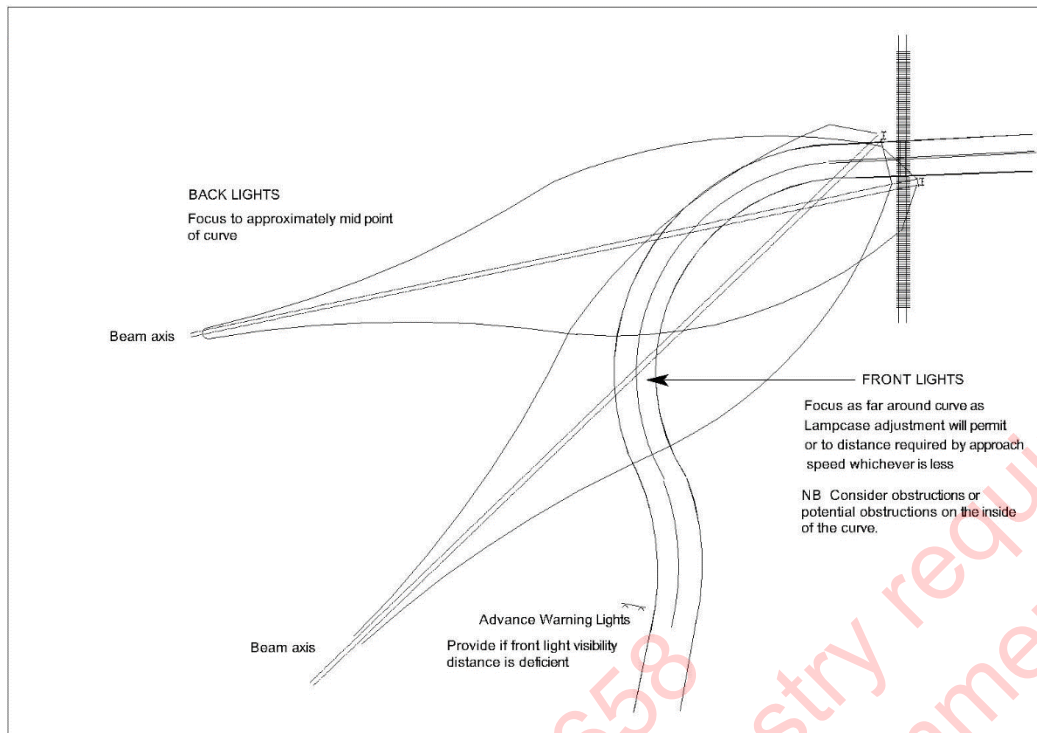 BACK LIGHTS
Focus to approximately mid point
of curve
Beam axis
FRONT LIGHTS
Focus as far around curve as
Lampcase adjustment will permit
or to distance required by approach
speed whichever is less
NB Consider obstructions or
potential obstructions on the inside
of the curve.
Advance Warning Lights
Provide if front light visibility
distance is deficient
Beam axis
658
stry requi